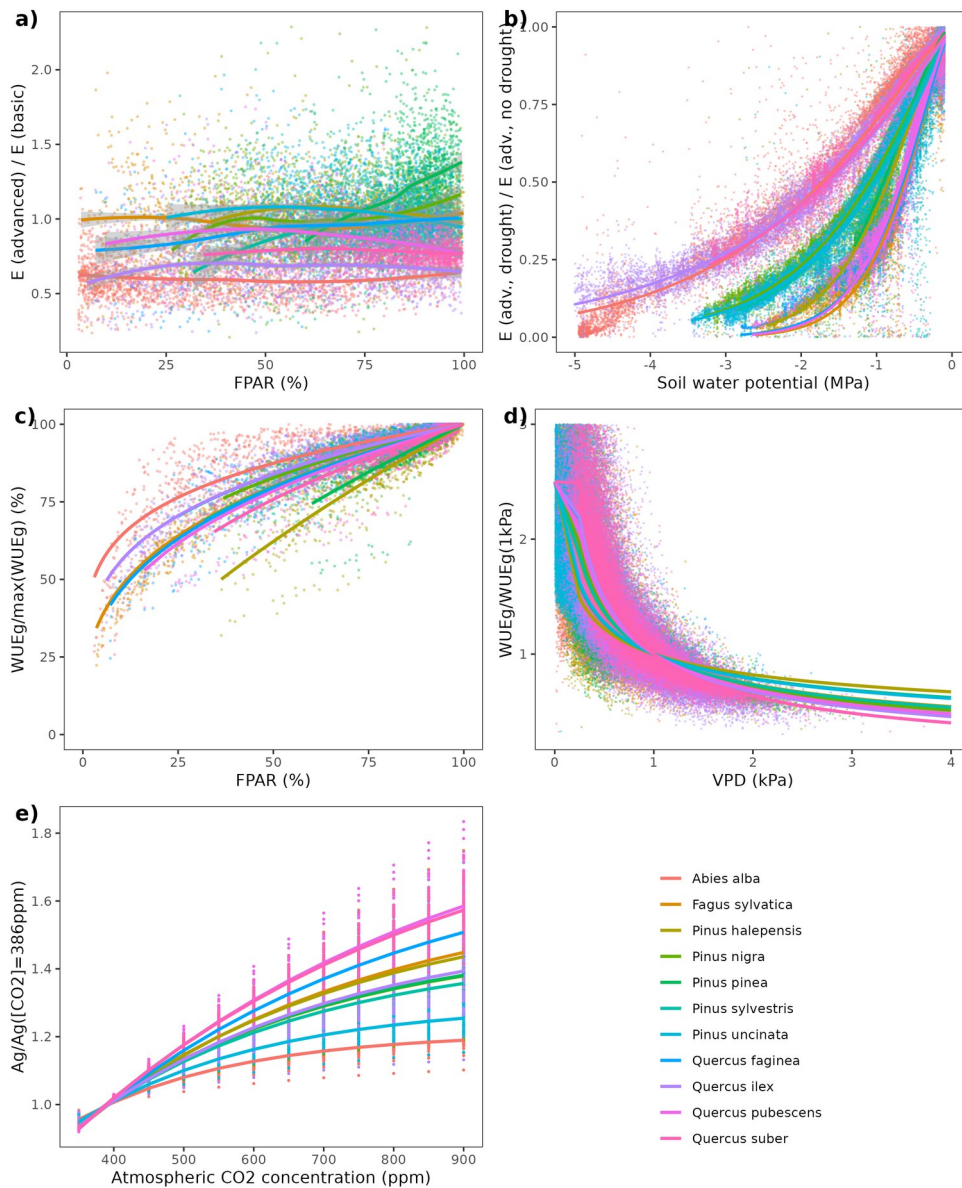 a)
E (advanced) / E (basic)
2.0
1.5
1.0
0.5
0 25 50 75 100
FPAR (%)
b)
E (adv., drought) / E (adv., no drought)
1.00
0.75
0.50
0.25
0.00
-5 -4 -3 -2 -1 0
Soil water potential (MPa)
c)
WUEg/max(WUEg) (%)
100
75
50
25
0
0 25 50 75 100
FPAR (%)
d)
WUEg/WUEg(1kPa)
3
2
1
0 1 2 3 4
VPD (kPa)
e)
Ag/Ag([CO2]=386ppm)
1.8
1.6
1.4
1.2
1.0
400 500 600 700 800 900
Atmospheric CO2 concentration (ppm)
Abies alba
Fagus sylvatica
Pinus halepensis
Pinus nigra
Pinus pinea
Pinus sylvestris
Pinus uncinata
Quercus faginea
Quercus ilex
Quercus pubescens
Quercus suber